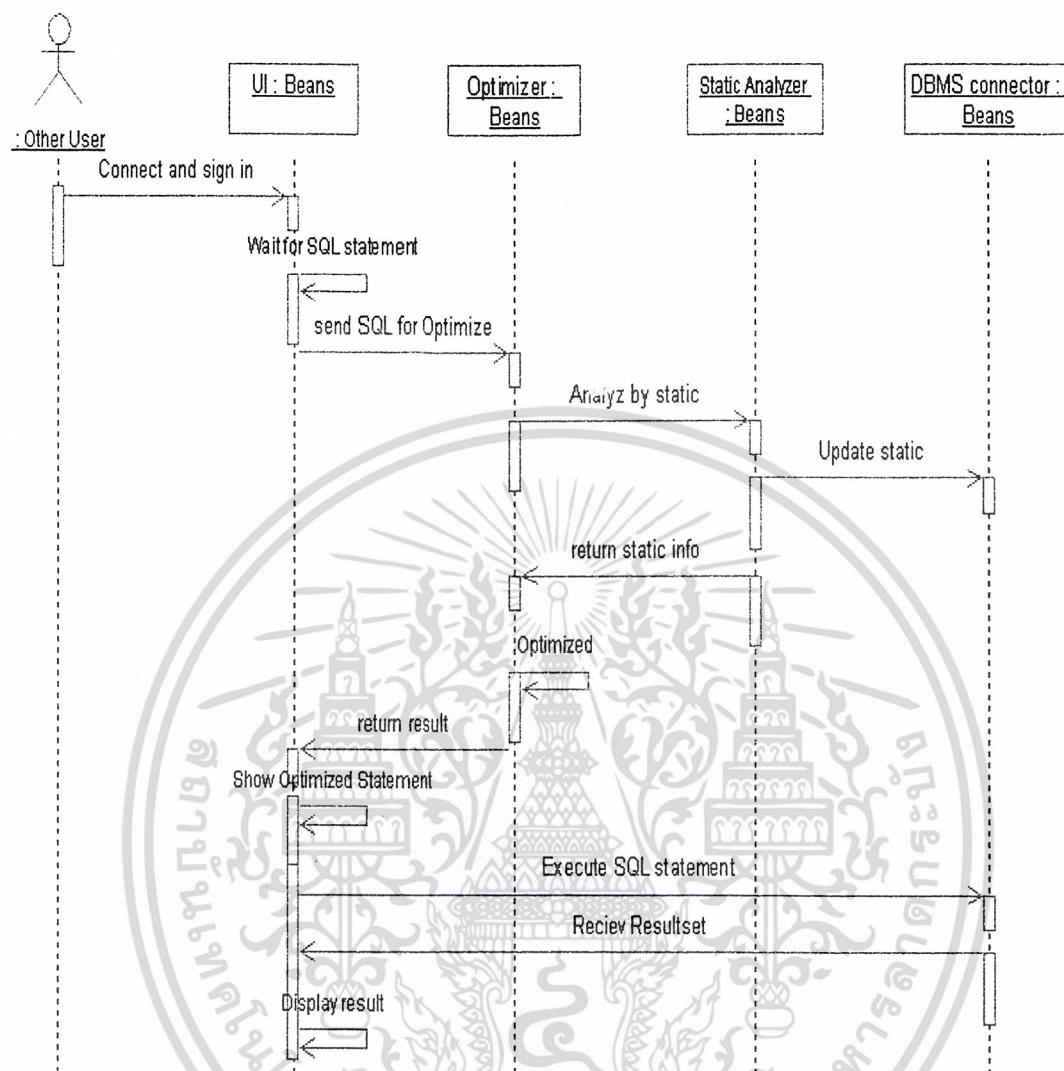 : Other User
UI : Beans
Optimizer :
Beans
Static Analyzer
: Beans
DBMS connector :
Beans
Connect and sign in
Wait for SQL statement
send SQL for Optimize
Analyz by static
Update static
return static info
Optimized
return result
Show Optimized Statement
Execute SQL statement
Reciev Resultset
Display result